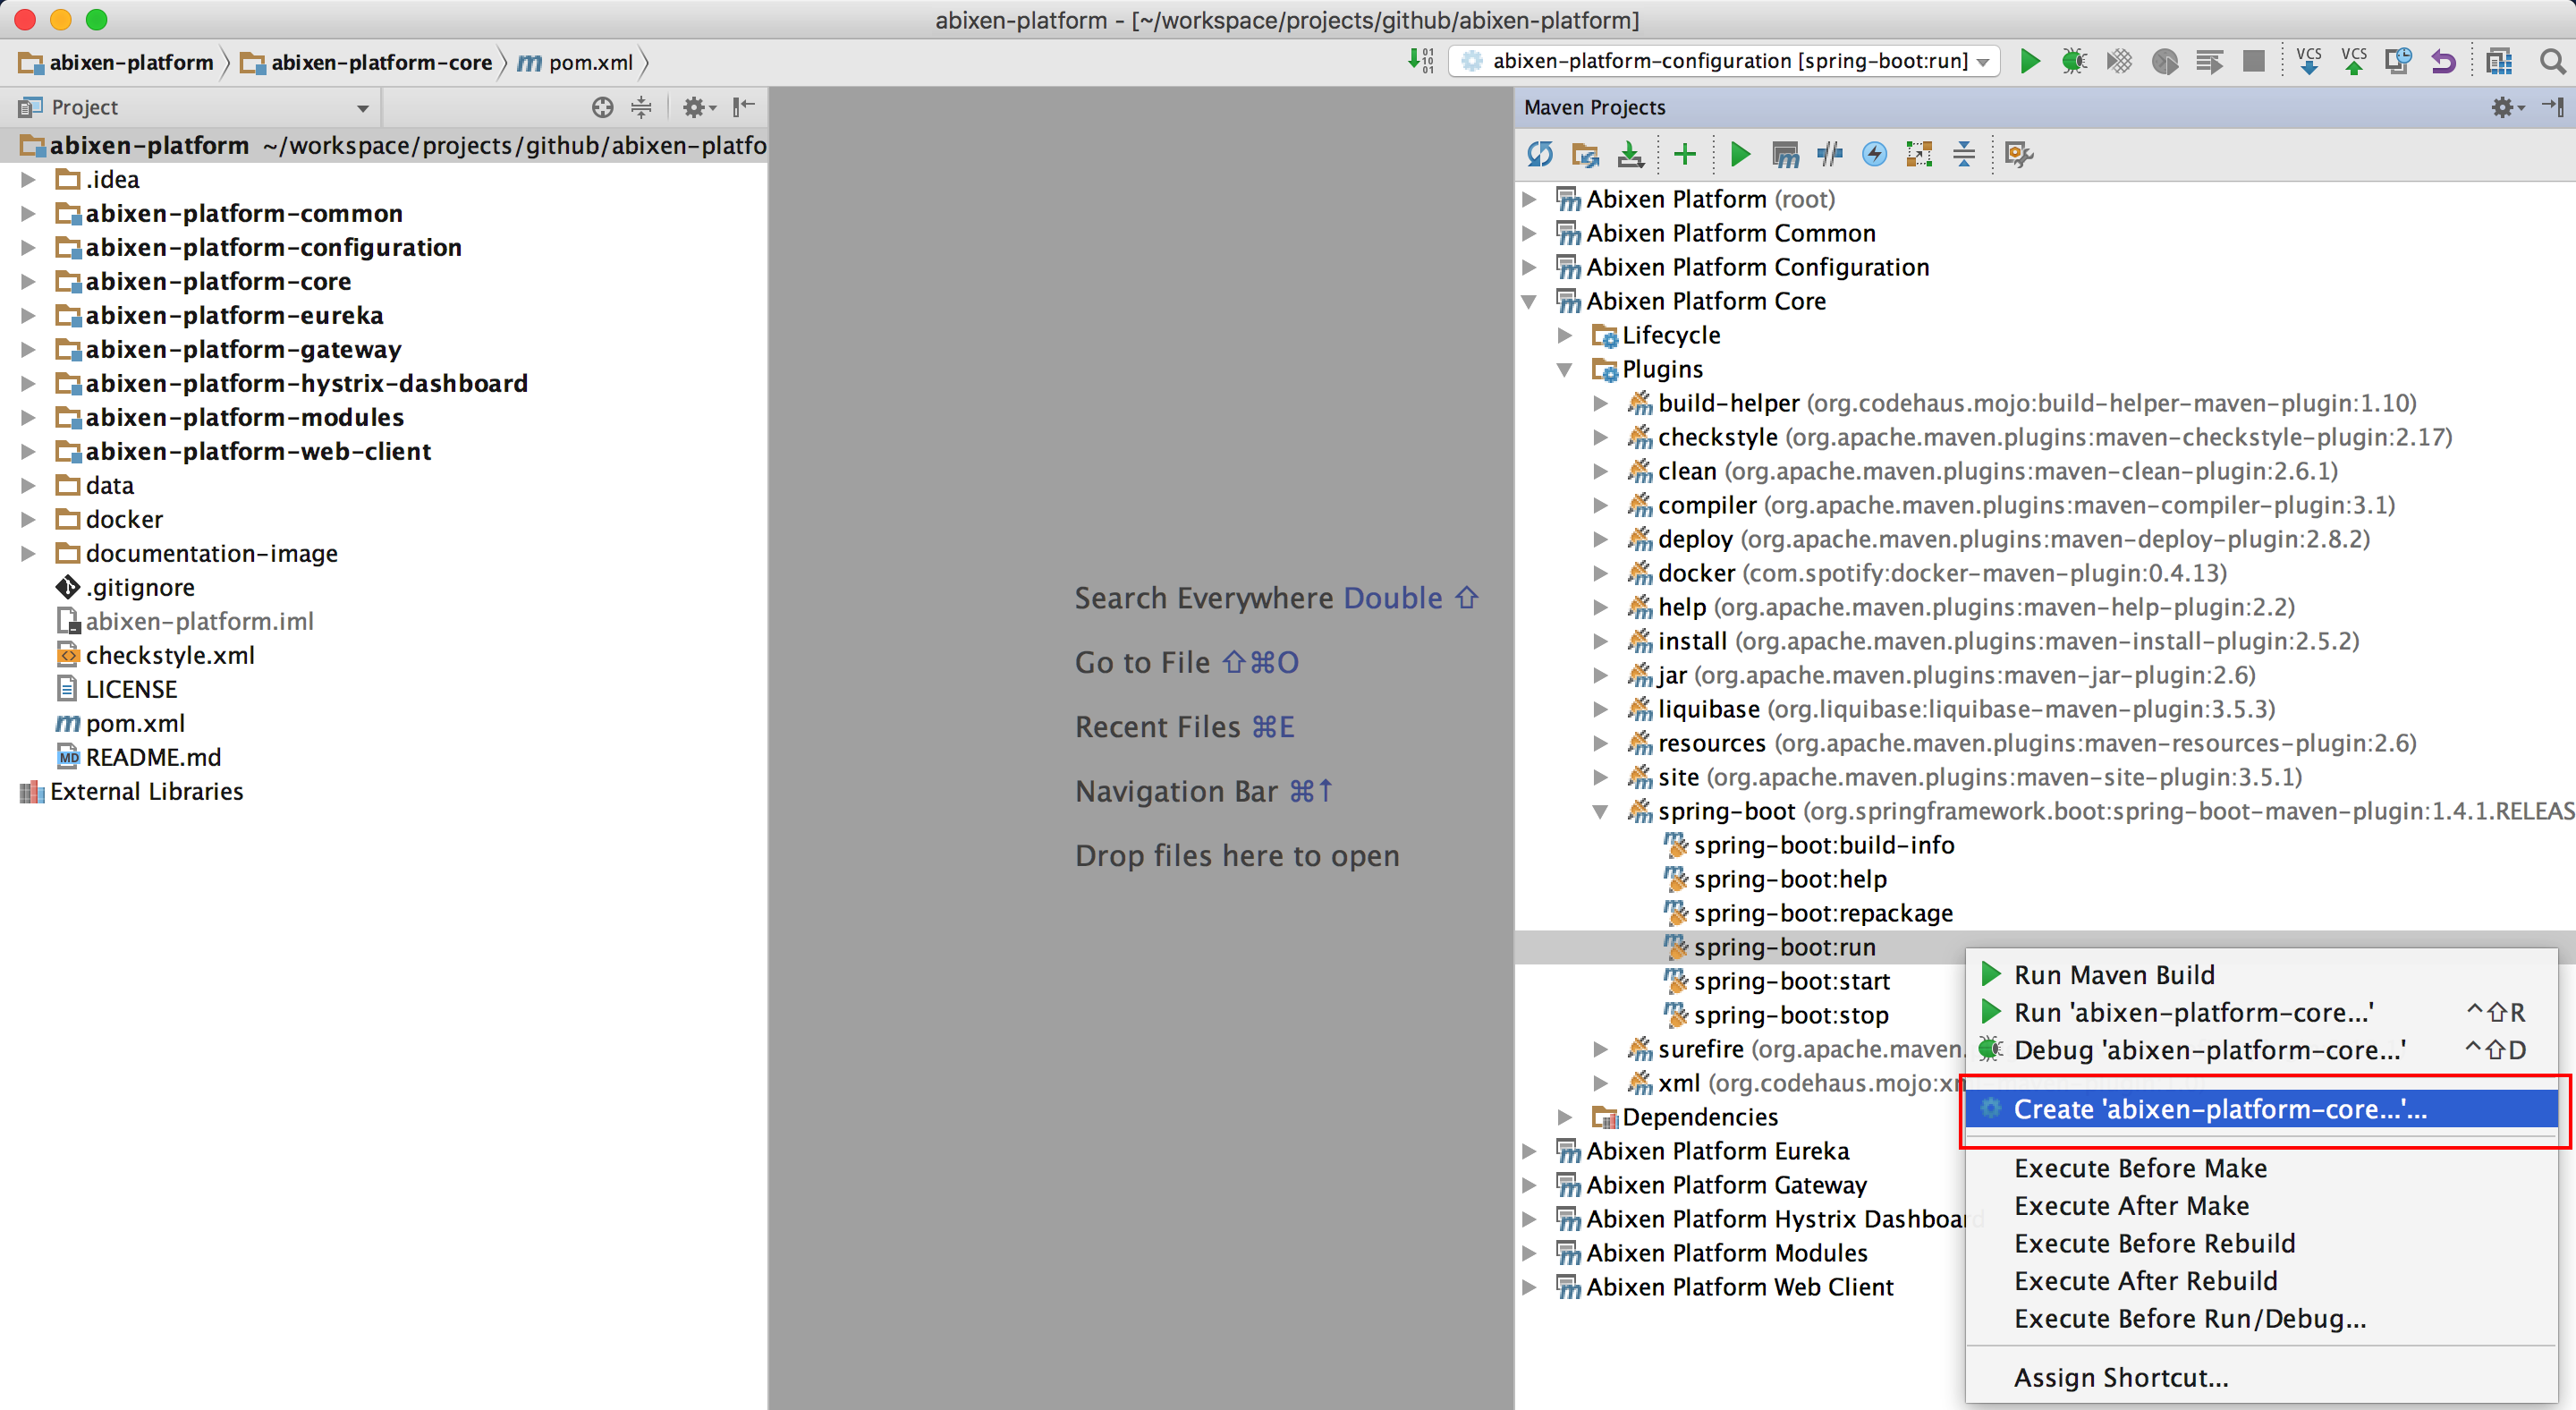 abixen-platform - [~/workspace/projects/github/abixen-platform]
abixen-platform abixen-platform-core pom.xml
abixen-platform-configuration [spring-boot:run]
VCS VCS
Project
abixen-platform ~/workspace/projects/github/abixen-platfo
.idea
abixen-platform-common
abixen-platform-configuration
abixen-platform-core
abixen-platform-eureka
abixen-platform-gateway
abixen-platform-hystrix-dashboard
abixen-platform-modules
abixen-platform-web-client
data
docker
documentation-image
.gitignore
abixen-platform.iml
checkstyle.xml
LICENSE
pom.xml
README.md
External Libraries
Search Everywhere Double ⇧
Go to File ⇧⌘O
Recent Files ⌘E
Navigation Bar ⌘↑
Drop files here to open
Maven Projects
Abixen Platform (root)
Abixen Platform Common
Abixen Platform Configuration
Abixen Platform Core
Lifecycle
Plugins
build-helper (org.codehaus.mojo:build-helper-maven-plugin:1.10)
checkstyle (org.apache.maven.plugins:maven-checkstyle-plugin:2.17)
clean (org.apache.maven.plugins:maven-clean-plugin:2.6.1)
compiler (org.apache.maven.plugins:maven-compiler-plugin:3.1)
deploy (org.apache.maven.plugins:maven-deploy-plugin:2.8.2)
docker (com.spotify:docker-maven-plugin:0.4.13)
help (org.apache.maven.plugins:maven-help-plugin:2.2)
install (org.apache.maven.plugins:maven-install-plugin:2.5.2)
jar (org.apache.maven.plugins:maven-jar-plugin:2.6)
liquibase (org.liquibase:liquibase-maven-plugin:3.5.3)
resources (org.apache.maven.plugins:maven-resources-plugin:2.6)
site (org.apache.maven.plugins:maven-site-plugin:3.5.1)
spring-boot (org.springframework.boot:spring-boot-maven-plugin:1.4.1.RELEAS
spring-boot:build-info
spring-boot:help
spring-boot:repackage
spring-boot:run
spring-boot:start
spring-boot:stop
surefire (org.apache.maven.
xml (org.codehaus.mojo:xm
Dependencies
Abixen Platform Eureka
Abixen Platform Gateway
Abixen Platform Hystrix Dashboard
Abixen Platform Modules
Abixen Platform Web Client
Run Maven Build
Run 'abixen-platform-core...' ^⇧R
Debug 'abixen-platform-core...' ^⇧D
Create 'abixen-platform-core...'...
Execute Before Make
Execute After Make
Execute Before Rebuild
Execute After Rebuild
Execute Before Run/Debug...
Assign Shortcut...